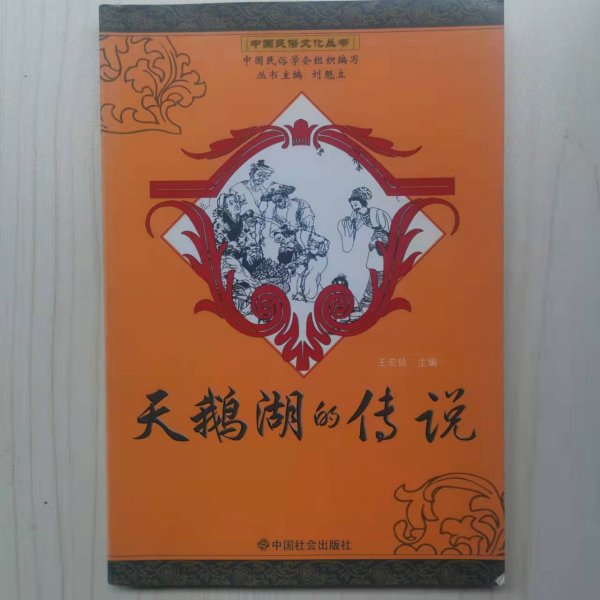 中国民俗文化丛书
中国民俗学会组织编写
丛书主编 刘魁立
王宏铭 主编
天鹅湖的传说
中国社会出版社